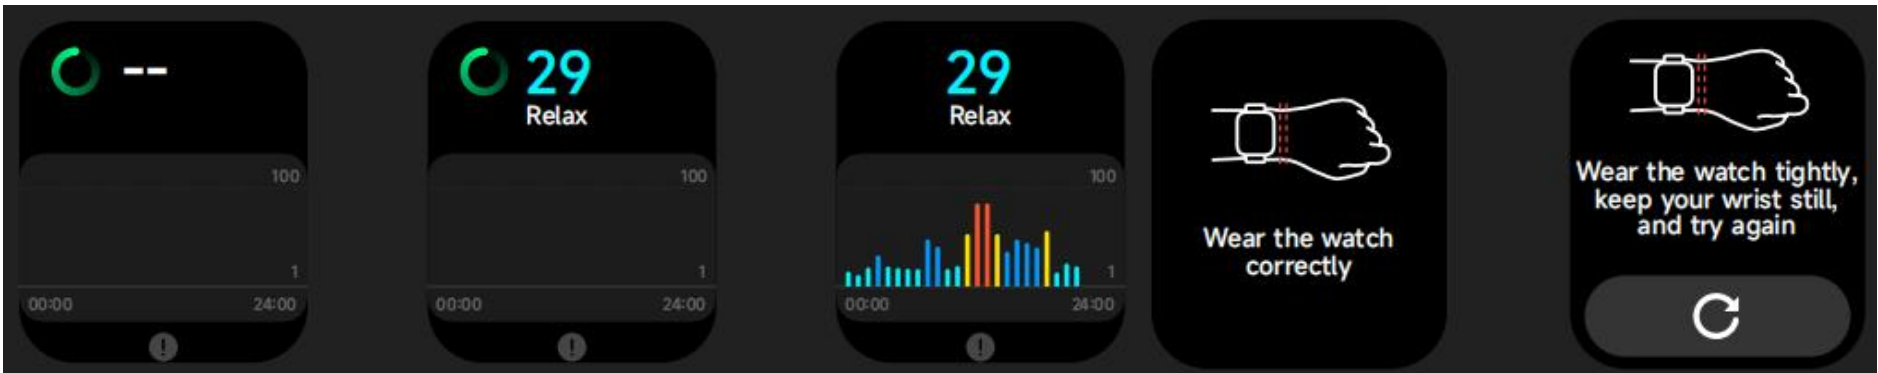 --
100
1
00:00 24:00
29
Relax
100
1
00:00 24:00
29
Relax
100
1
00:00 24:00
Wear the watch
correctly
Wear the watch tightly,
keep your wrist still,
and try again